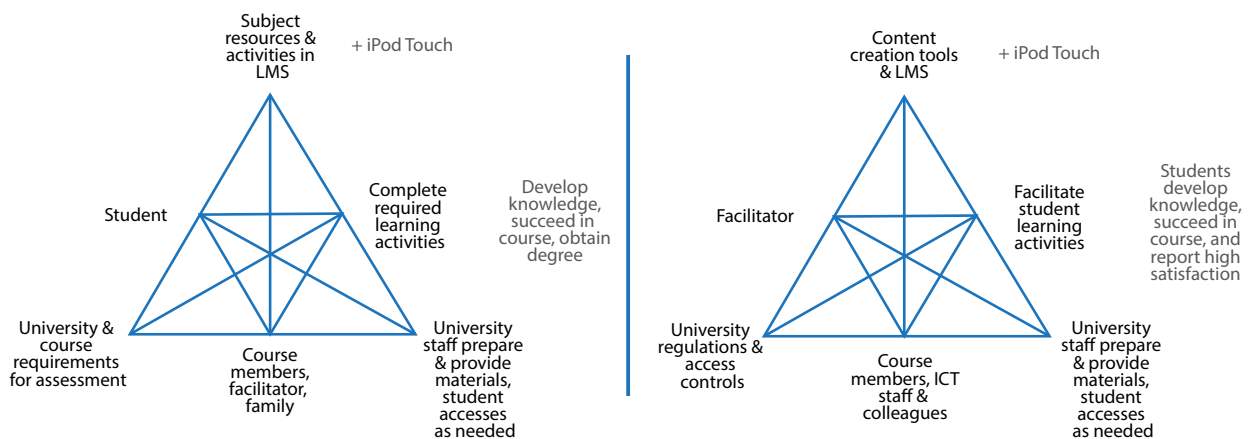 Subject
resources &
activities in
LMS
+ iPod Touch
Student
Complete
required
learning
activities
Develop
knowledge,
succeed in
course, obtain
degree
University &
course
requirements
for assessment
Course
members,
facilitator,
family
University
staff prepare
& provide
materials,
student
accesses
as needed
Content
creation tools
& LMS
+ iPod Touch
Facilitator
Facilitate
student
learning
activities
Students
develop
knowledge,
succeed in
course, and
report high
satisfaction
University
regulations &
access
controls
Course
members, ICT
staff &
colleagues
University
staff prepare
& provide
materials,
student
accesses
as needed